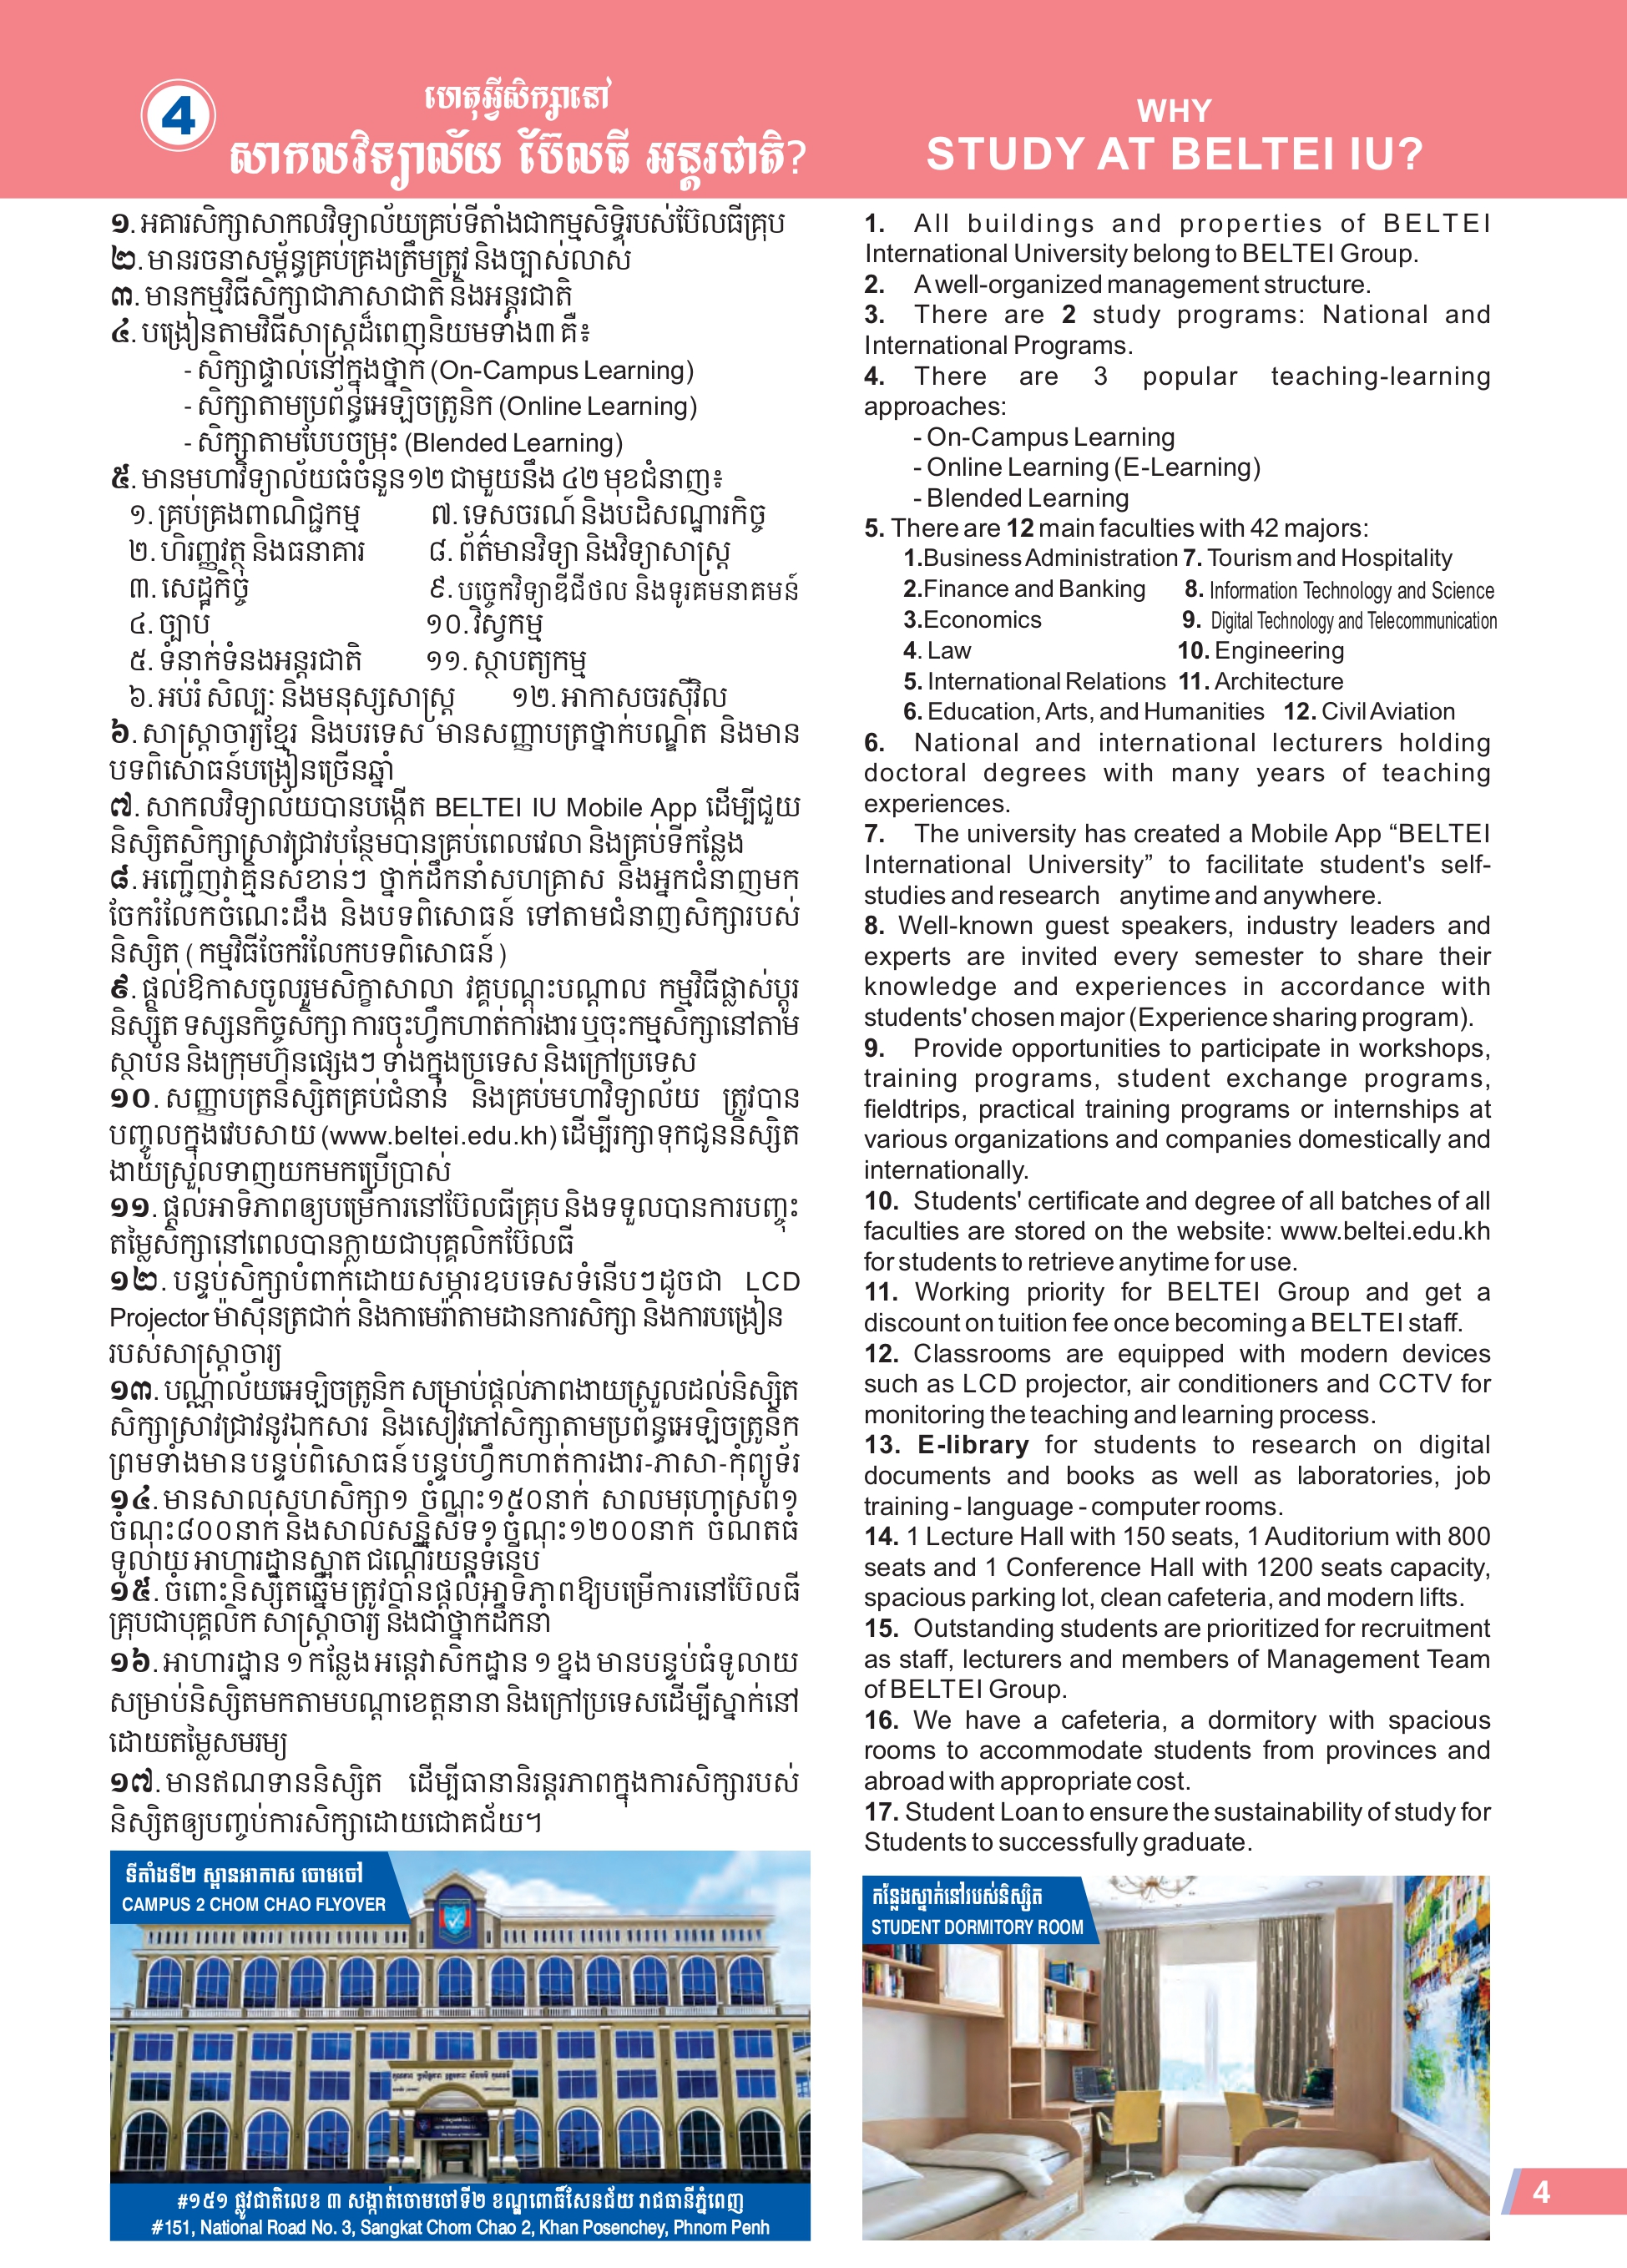 4
ហេតុអ្វីសិក្សានៅ
សាកលវិទ្យាល័យ ប៊ែលធី អន្តរជាតិ?
WHY
STUDY AT BELTEI IU?
១. អគារសិក្សាសាកលវិទ្យាល័យគ្រប់ទីតាំងជាកម្មសិទ្ធិរបស់ប៊ែលធីគ្រុប
២. មានរចនាសម្ព័ន្ធគ្រប់គ្រងត្រឹមត្រូវ និងច្បាស់លាស់
៣. មានកម្មវិធីសិក្សាជាភាសាជាតិ និងអន្តរជាតិ
៤. បង្រៀនតាមវិធីសាស្ត្រដ៏ពេញនិយមទាំង៣ គឺ៖
- សិក្សាផ្ទាល់នៅក្នុងថ្នាក់ (On-Campus Learning)
- សិក្សាតាមប្រព័ន្ធអេឡិចត្រូនិក (Online Learning)
- សិក្សាតាមបែបចម្រុះ (Blended Learning)
៥. មានមហាវិទ្យាល័យធំចំនួន១២ ជាមួយនឹង ៤២ មុខជំនាញ៖
១. គ្រប់គ្រងពាណិជ្ជកម្ម ៧. ទេសចរណ៍ និងបដិសណ្ឋារកិច្ច
២. ហិរញ្ញវត្ថុ និងធនាគារ ៨. ព័ត៌មានវិទ្យា និងវិទ្យាសាស្ត្រ
៣. សេដ្ឋកិច្ច ៩. បច្ចេកវិទ្យាឌីជីថល និងទូរគមនាគមន៍
៤. ច្បាប់ ១០. វិស្វកម្ម
៥. ទំនាក់ទំនងអន្តរជាតិ ១១. ស្ថាបត្យកម្ម
៦. អប់រំ សិល្បៈ និងមនុស្សសាស្ត្រ ១២. អាកាសចរស៊ីវិល
៦. សាស្ត្រាចារ្យខ្មែរ និងបរទេស មានសញ្ញាបត្រថ្នាក់បណ្ឌិត និងមាន
បទពិសោធន៍បង្រៀនច្រើនឆ្នាំ
៧. សាកលវិទ្យាល័យបានបង្កើត BELTEI IU Mobile App ដើម្បីជួយ
និស្សិតសិក្សាស្រាវជ្រាវបន្ថែមបានគ្រប់ពេលវេលា និងគ្រប់ទីកន្លែង
៨. អញ្ជើញវាគ្មិនសំខាន់ៗ ថ្នាក់ដឹកនាំសហគ្រាស និងអ្នកជំនាញមក
ចែករំលែកចំណេះដឹង និងបទពិសោធន៍ ទៅតាមជំនាញសិក្សារបស់
និស្សិត ( កម្មវិធីចែករំលែកបទពិសោធន៍ )
៩. ផ្តល់ឱកាសចូលរួមសិក្ខាសាលា វគ្គបណ្តុះបណ្តាល កម្មវិធីផ្លាស់ប្តូរ
និស្សិត ទស្សនកិច្ចសិក្សា ការចុះហ្វឹកហាត់ការងារ ឬចុះកម្មសិក្សានៅតាម
ស្ថាប័ន និងក្រុមហ៊ុនផ្សេងៗ ទាំងក្នុងប្រទេស និងក្រៅប្រទេស
១០. សញ្ញាបត្រនិស្សិតគ្រប់ជំនាន់ និងគ្រប់មហាវិទ្យាល័យ ត្រូវបាន
បញ្ចូលក្នុងវេបសាយ (www.beltei.edu.kh) ដើម្បីរក្សាទុកជូននិស្សិត
ងាយស្រួលទាញយកមកប្រើប្រាស់
១១. ផ្តល់អាទិភាពឲ្យបម្រើការនៅប៊ែលធីគ្រុប និងទទួលបានការបញ្ចុះ
តម្លៃសិក្សានៅពេលបានក្លាយជាបុគ្គលិកប៊ែលធី
១២. បន្ទប់សិក្សាបំពាក់ដោយសម្ភារឧបទេសទំនើបៗដូចជា LCD
Projector ម៉ាស៊ីនត្រជាក់ និងកាមេរ៉ាតាមដានការសិក្សា និងការបង្រៀន
របស់សាស្ត្រាចារ្យ
១៣. បណ្ណាល័យអេឡិចត្រូនិក សម្រាប់ផ្តល់ភាពងាយស្រួលដល់និស្សិត
សិក្សាស្រាវជ្រាវនូវឯកសារ និងសៀវភៅសិក្សាតាមប្រព័ន្ធអេឡិចត្រូនិក
ព្រមទាំងមានបន្ទប់ពិសោធន៍ បន្ទប់ហ្វឹកហាត់ការងារ-ភាសា-កុំព្យូទ័រ
១៤. មានសាលសហសិក្សា១ ចំណុះ១៥០នាក់ សាលមហោស្រព១
ចំណុះ៨០០នាក់ និងសាលសន្និសីទ១ ចំណុះ១២០០នាក់ ចំណតធំ
ទូលាយ អាហារដ្ឋានស្អាត ជណ្តើរយន្តទំនើប
១៥. ចំពោះនិស្សិតឆ្នើម ត្រូវបានផ្តល់អាទិភាពឱ្យបម្រើការនៅប៊ែលធី
គ្រុបជាបុគ្គលិក សាស្ត្រាចារ្យ និងជាថ្នាក់ដឹកនាំ
១៦. អាហារដ្ឋាន ១ កន្លែង អន្តេវាសិកដ្ឋាន ១ ខ្នង មានបន្ទប់ធំទូលាយ
សម្រាប់និស្សិតមកតាមបណ្តាខេត្តនានា និងក្រៅប្រទេសដើម្បីស្នាក់នៅ
ដោយតម្លៃសមរម្យ
១៧. មានឥណទាននិស្សិត ដើម្បីធានានិរន្តរភាពក្នុងការសិក្សារបស់
និស្សិតឲ្យបញ្ចប់ការសិក្សាដោយជោគជ័យ។
1. All buildings and properties of BELTEI
International University belong to BELTEI Group.
2. A well-organized management structure.
3. There are 2 study programs: National and
International Programs.
4. There are 3 popular teaching-learning
approaches:
- On-Campus Learning
- Online Learning (E-Learning)
- Blended Learning
5. There are 12 main faculties with 42 majors:
1.Business Administration 7. Tourism and Hospitality
2.Finance and Banking 8. Information Technology and Science
3.Economics 9. Digital Technology and Telecommunication
4. Law 10. Engineering
5. International Relations 11. Architecture
6. Education, Arts, and Humanities 12. Civil Aviation
6. National and international lecturers holding
doctoral degrees with many years of teaching
experiences.
7. The university has created a Mobile App “BELTEI
International University” to facilitate student's self-
studies and research anytime and anywhere.
8. Well-known guest speakers, industry leaders and
experts are invited every semester to share their
knowledge and experiences in accordance with
students' chosen major (Experience sharing program).
9. Provide opportunities to participate in workshops,
training programs, student exchange programs,
fieldtrips, practical training programs or internships at
various organizations and companies domestically and
internationally.
10. Students' certificate and degree of all batches of all
faculties are stored on the website: www.beltei.edu.kh
for students to retrieve anytime for use.
11. Working priority for BELTEI Group and get a
discount on tuition fee once becoming a BELTEI staff.
12. Classrooms are equipped with modern devices
such as LCD projector, air conditioners and CCTV for
monitoring the teaching and learning process.
13. E-library for students to research on digital
documents and books as well as laboratories, job
training - language - computer rooms.
14. 1 Lecture Hall with 150 seats, 1 Auditorium with 800
seats and 1 Conference Hall with 1200 seats capacity,
spacious parking lot, clean cafeteria, and modern lifts.
15. Outstanding students are prioritized for recruitment
as staff, lecturers and members of Management Team
of BELTEI Group.
16. We have a cafeteria, a dormitory with spacious
rooms to accommodate students from provinces and
abroad with appropriate cost.
17. Student Loan to ensure the sustainability of study for
Students to successfully graduate.
ទីតាំងទី២ ស្ពានអាកាស ចោមចៅ
CAMPUS 2 CHOM CHAO FLYOVER
#១៥១ ផ្លូវជាតិលេខ ៣ សង្កាត់ចោមចៅទី២ ខណ្ឌពោធិ៍សែនជ័យ រាជធានីភ្នំពេញ
#151, National Road No. 3, Sangkat Chom Chao 2, Khan Posenchey, Phnom Penh
កន្លែងស្នាក់នៅរបស់និស្សិត
STUDENT DORMITORY ROOM
4